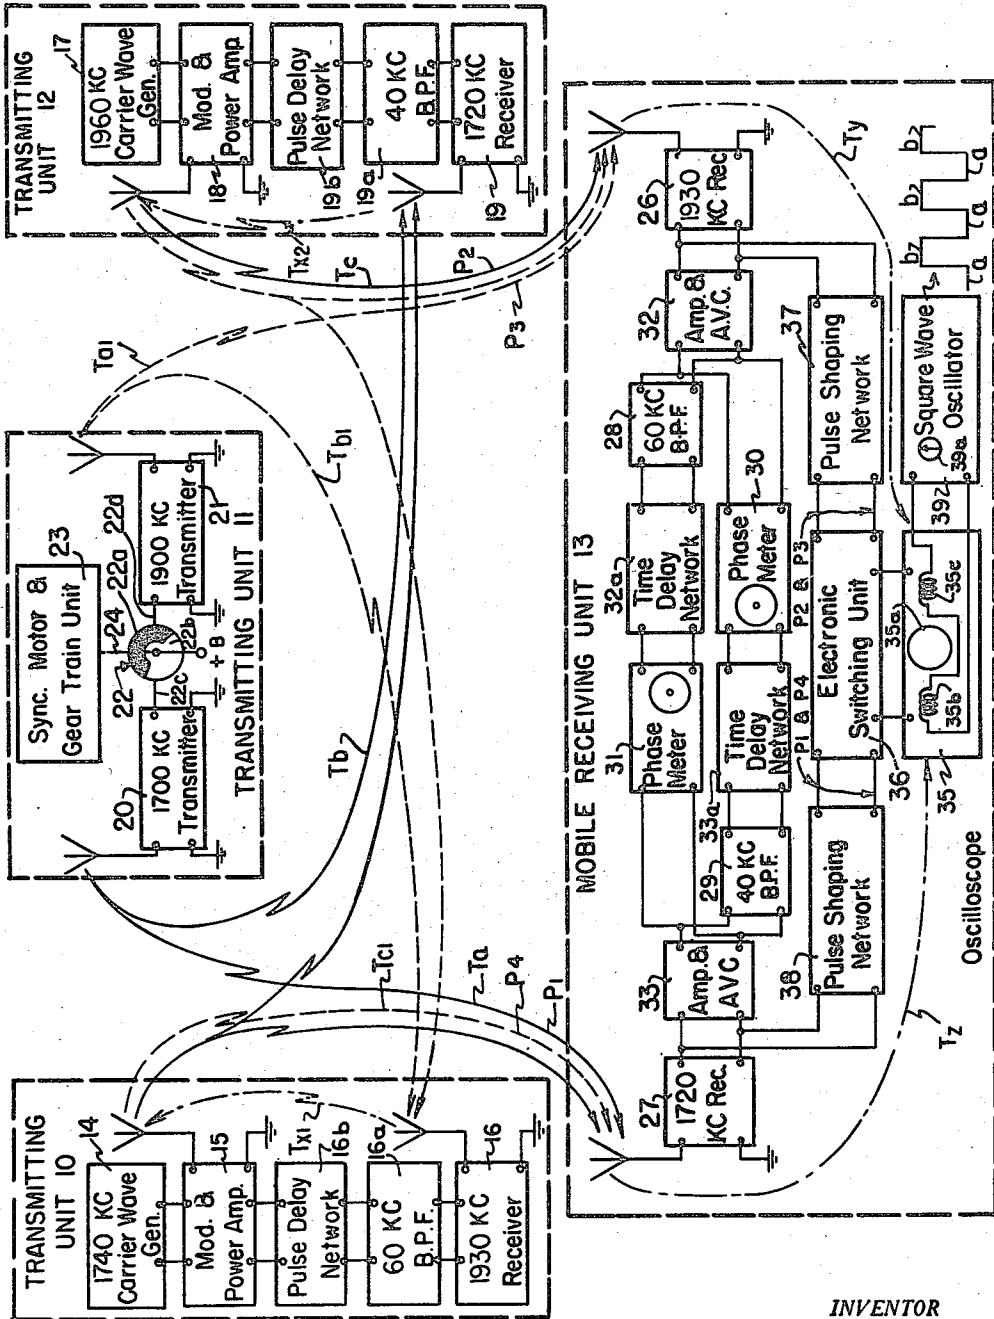 TRANSMITTING
UNIT 12
17
1960 KC
Carrier Wave
Gen.
Mod. &
Power Amp.
18
Pulse Delay
Network
19b
40 KC
B.P.F.
19a
1720 KC
Receiver
19
Tx2
Tc
P2
P3
Ta1
Tb1
Tb
Sync. Motor &
Gear Train Unit
23
24
22
22a
22d
22b
22c
+ B
20
1700 KC
Transmitter
1900 KC
Transmitter
21
TRANSMITTING UNIT 11
TRANSMITTING
UNIT 10
14
1740 KC
Carrier Wave
Gen.
Mod. &
Power Amp.
15
Pulse Delay
Network
16b
60 KC
B.P.F.
16a
1930 KC
Receiver
16
Tx1
Tc1
Ta
P4
P1
MOBILE RECEIVING UNIT 13
26
1930
KC Rec
32
Amp &
A.V.C.
28
60 KC
B.P.F.
32a
Time
Delay
Network
30
Phase
Meter
31
Phase
Meter
33a
Time
Delay
Network
29
40 KC
B.P.F.
33
Amp. &
AVC
27
1720
KC Rec.
37
Pulse Shaping
Network
P2 & P3
Electronic
Switching Unit
P1 & P4
36
38
Pulse Shaping
Network
Square Wave
Oscillator
39a
39
35a
35c
35b
35
Oscilloscope
Ty
Tz
b b b
a a a
INVENTOR